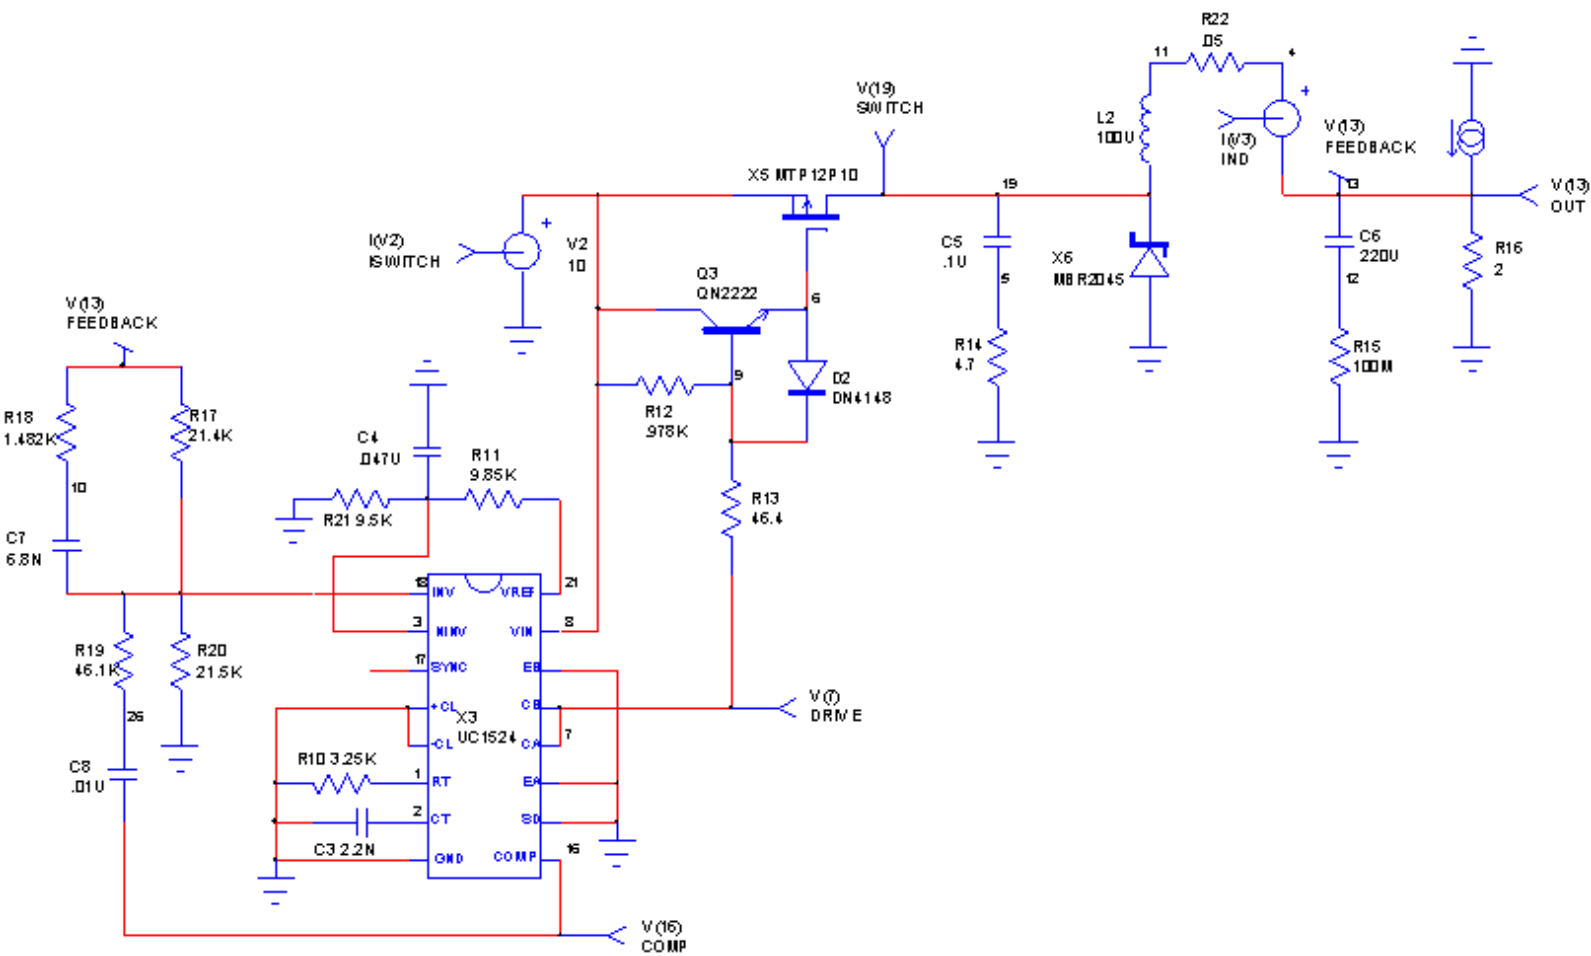 R22
.05
11
4
+
V(19)
SWITCH
L2
100U
I(V3)
IND
V(13)
FEEDBACK
X5 MTP12P10
19
13
V(13)
OUT
I(V2)
ISWITCH
+
V2
10
C5
.1U
X6
MBR2045
C6
220U
R16
2
Q3
QN2222
6
5
12
V(13)
FEEDBACK
R14
4.7
R15
100M
9
D2
DN4148
R12
.978K
R18
1.482K
R17
21.4K
C4
.047U
R11
9.85K
10
R21 9.5K
R13
46.4
C7
6.8N
18
INV
VREF
21
3
NINV
VIN
8
R19
46.1K
R20
21.5K
17
SYNC
EB
+CL
CB
V(7)
DRIVE
26
X3
UC1524
-CL
CA
7
C8
.01U
R10 3.25K
1
RT
EA
2
CT
SD
C3 2.2N
GND
COMP
16
V(16)
COMP